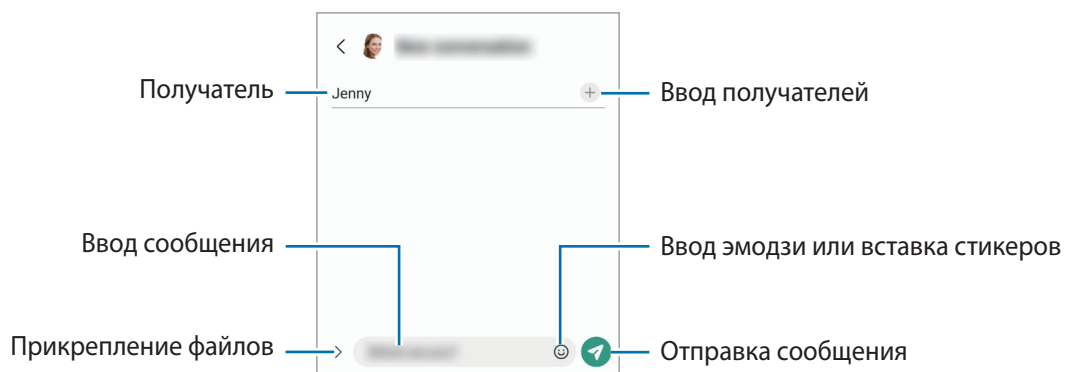 Получатель
Jenny
Ввод получателей
Ввод сообщения
Ввод эмодзи или вставка стикеров
Прикрепление файлов
Отправка сообщения